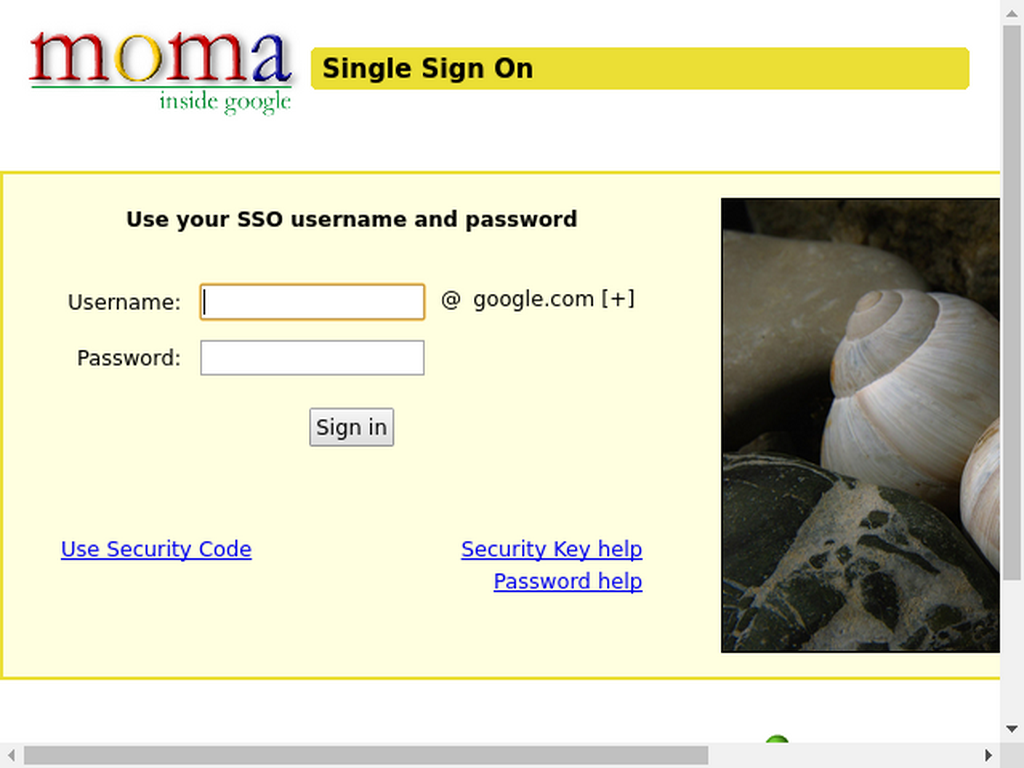 moma
inside google
Single Sign On
Use your SSO username and password
Username: @ google.com [+]
Password:
Sign in
Use Security Code
Security Key help
Password help